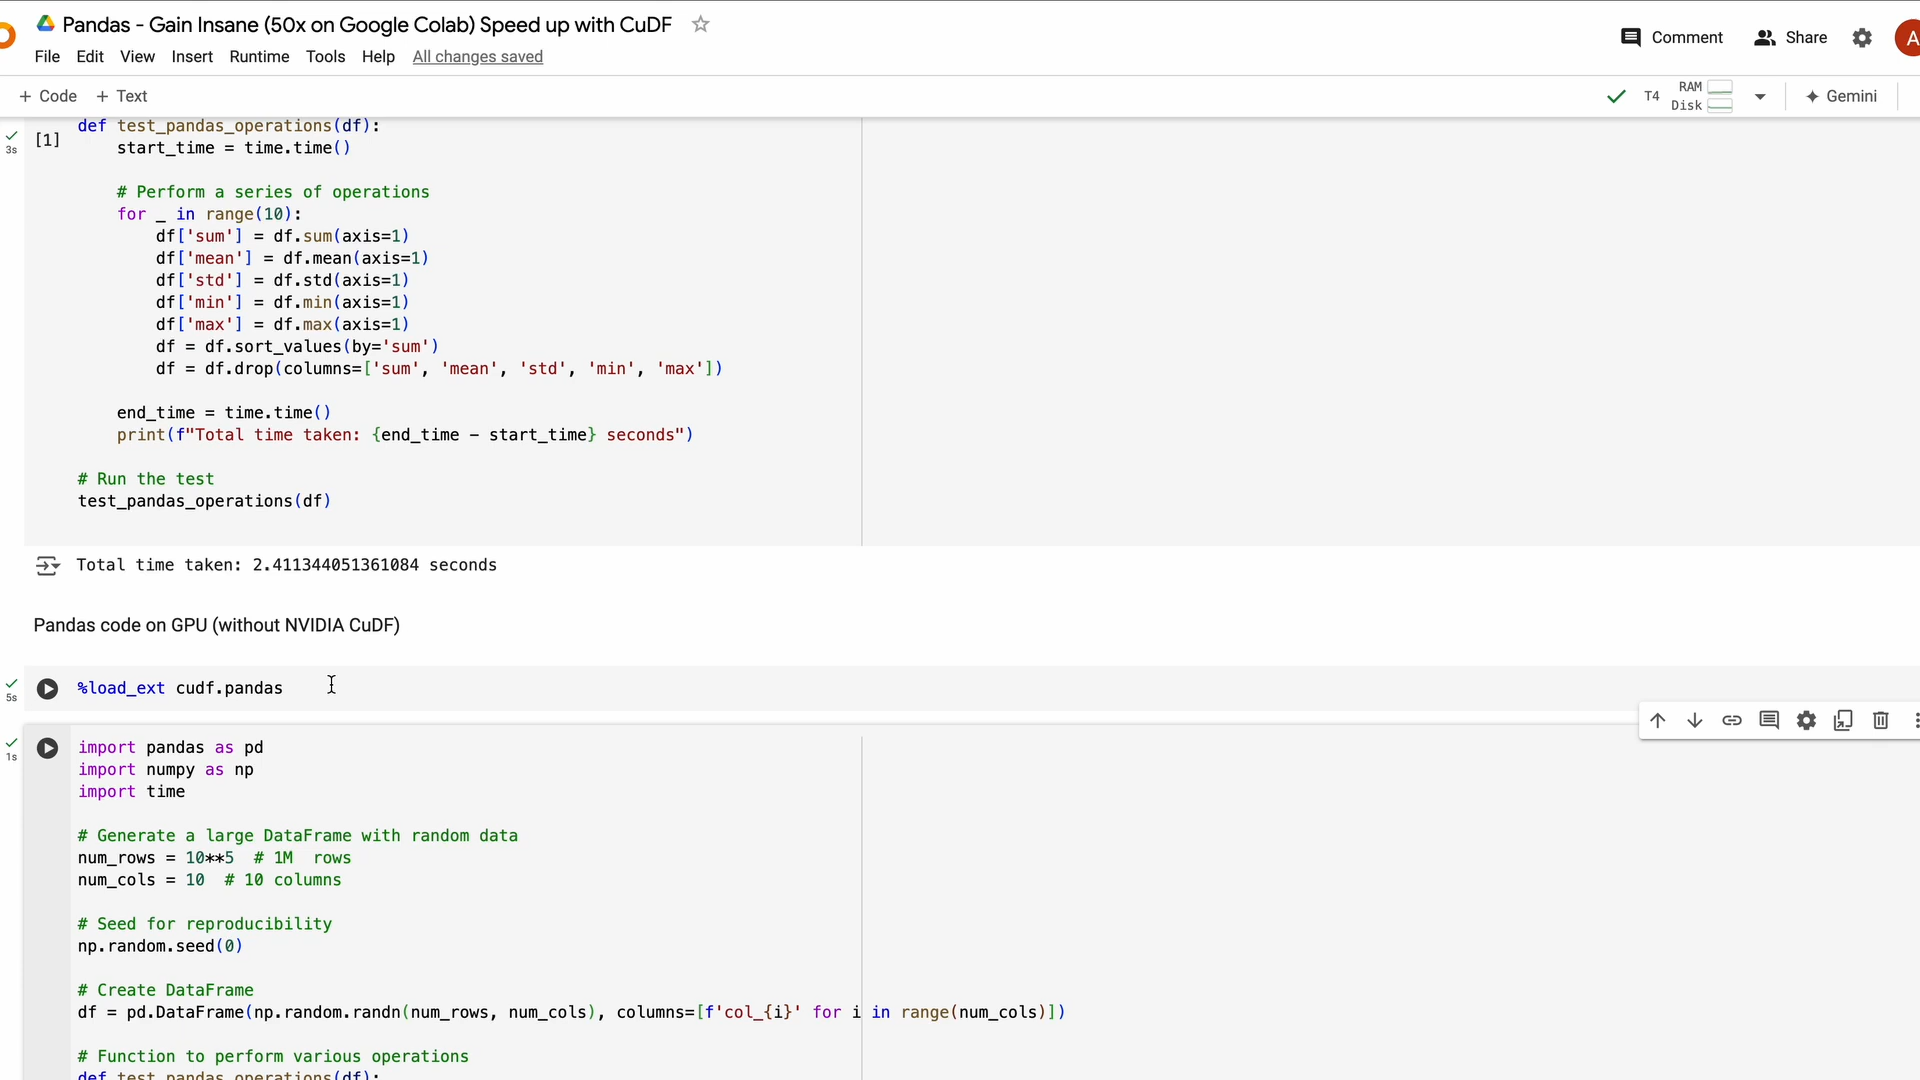 Pandas - Gain Insane (50x on Google Colab) Speed up with CuDF
Comment
Share
A
File Edit View Insert Runtime Tools Help All changes saved
+ Code + Text
T4
RAM
Disk
Gemini
3s
[1]
def test_pandas_operations(df):
start_time = time.time()
# Perform a series of operations
for _ in range(10):
df['sum'] = df.sum(axis=1)
df['mean'] = df.mean(axis=1)
df['std'] = df.std(axis=1)
df['min'] = df.min(axis=1)
df['max'] = df.max(axis=1)
df = df.sort_values(by='sum')
df = df.drop(columns=['sum', 'mean', 'std', 'min', 'max'])
end_time = time.time()
print(f"Total time taken: {end_time - start_time} seconds")
# Run the test
test_pandas_operations(df)
Total time taken: 2.411344051361084 seconds
Pandas code on GPU (without NVIDIA CuDF)
5s
%load_ext cudf.pandas
1s
import pandas as pd
import numpy as np
import time
# Generate a large DataFrame with random data
num_rows = 10**5  # 1M  rows
num_cols = 10  # 10 columns
# Seed for reproducibility
np.random.seed(0)
# Create DataFrame
df = pd.DataFrame(np.random.randn(num_rows, num_cols), columns=[f'col_{i}' for i in range(num_cols)])
# Function to perform various operations
def test_pandas_operations(df):